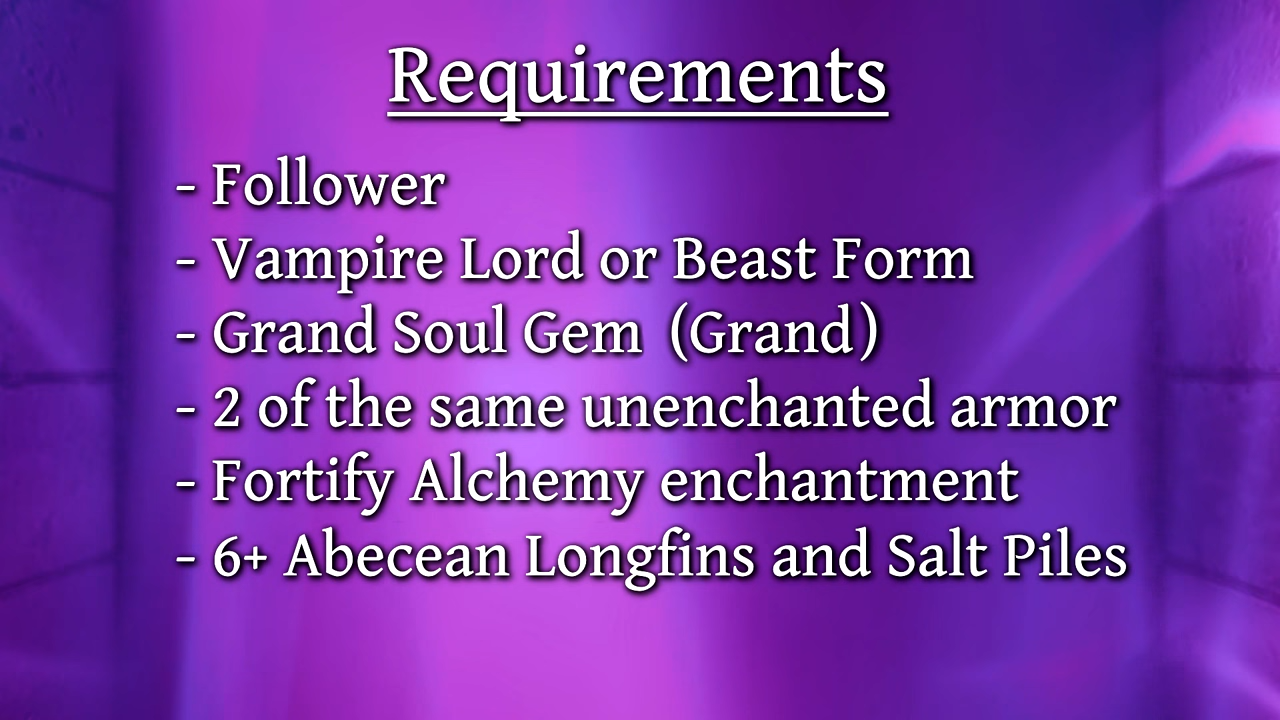 Requirements
- Follower
- Vampire Lord or Beast Form
- Grand Soul Gem (Grand)
- 2 of the same unenchanted armor
- Fortify Alchemy enchantment
- 6+ Abecean Longfins and Salt Piles